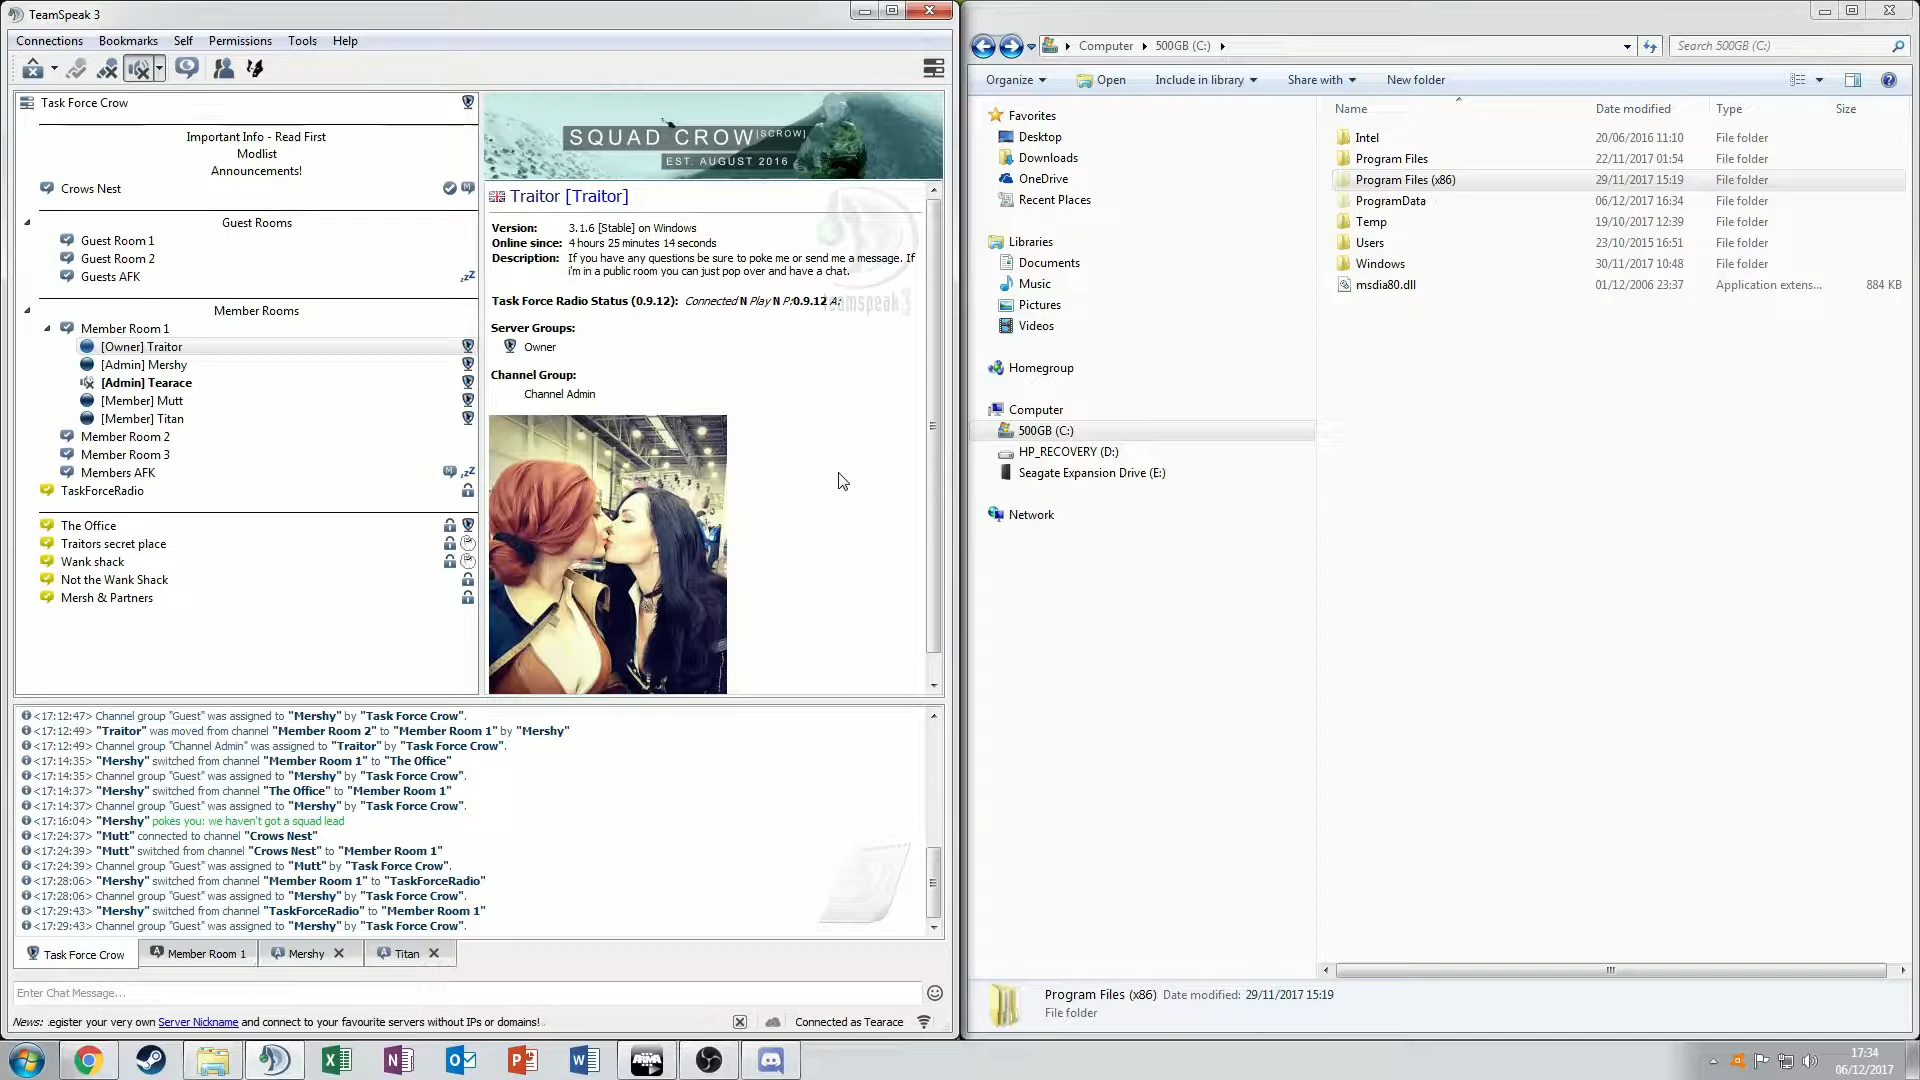 TeamSpeak 3
Connections Bookmarks Self Permissions Tools Help
Task Force Crow
Important Info - Read First
Modlist
Announcements!
Crows Nest
Guest Rooms
Guest Room 1
Guest Room 2
Guests AFK
Member Rooms
Member Room 1
[Owner] Traitor
[Admin] Mershy
[Admin] Tearace
[Member] Mutt
[Member] Titan
Member Room 2
Member Room 3
Members AFK
TaskForceRadio
The Office
Traitors secret place
Wank shack
Not the Wank Shack
Mersh & Partners
SQUAD CROW [SCROW]
EST. AUGUST 2016
Traitor [Traitor]
Version: 3.1.6 [Stable] on Windows
Online since: 4 hours 25 minutes 14 seconds
Description: If you have any questions be sure to poke me or send me a message. If
i'm in a public room you can just pop over and have a chat.
Task Force Radio Status (0.9.12): Connected N Play N P:0.9.12 A:
teamspeak 3
Server Groups:
Owner
Channel Group:
Channel Admin
<17:12:47> Channel group "Guest" was assigned to "Mershy" by "Task Force Crow".
<17:12:49> "Traitor" was moved from channel "Member Room 2" to "Member Room 1" by "Mershy"
<17:12:49> Channel group "Channel Admin" was assigned to "Traitor" by "Task Force Crow".
<17:14:35> "Mershy" switched from channel "Member Room 1" to "The Office"
<17:14:35> Channel group "Guest" was assigned to "Mershy" by "Task Force Crow".
<17:14:37> "Mershy" switched from channel "The Office" to "Member Room 1"
<17:14:37> Channel group "Guest" was assigned to "Mershy" by "Task Force Crow".
<17:16:04> "Mershy" pokes you: we haven't got a squad lead
<17:24:37> "Mutt" connected to channel "Crows Nest"
<17:24:39> "Mutt" switched from channel "Crows Nest" to "Member Room 1"
<17:24:39> Channel group "Guest" was assigned to "Mutt" by "Task Force Crow".
<17:28:06> "Mershy" switched from channel "Member Room 1" to "TaskForceRadio"
<17:28:06> Channel group "Guest" was assigned to "Mershy" by "Task Force Crow".
<17:29:43> "Mershy" switched from channel "TaskForceRadio" to "Member Room 1"
<17:29:43> Channel group "Guest" was assigned to "Mershy" by "Task Force Crow".
Task Force Crow Member Room 1 Mershy Titan
Enter Chat Message...
News: .egister your very own Server Nickname and connect to your favourite servers without IPs or domains!
Connected as Tearace
Computer 500GB (C:)
Search 500GB (C:)
Organize Open Include in library Share with New folder
Favorites
Desktop
Downloads
OneDrive
Recent Places
Libraries
Documents
Music
Pictures
Videos
Homegroup
Computer
500GB (C:)
HP_RECOVERY (D:)
Seagate Expansion Drive (E:)
Network
Name Date modified Type Size
Intel 20/06/2016 11:10 File folder
Program Files 22/11/2017 01:54 File folder
Program Files (x86) 29/11/2017 15:19 File folder
ProgramData 06/12/2017 16:34 File folder
Temp 19/10/2017 12:39 File folder
Users 23/10/2015 16:51 File folder
Windows 30/11/2017 10:48 File folder
msdia80.dll 01/12/2006 23:37 Application extens... 884 KB
Program Files (x86) Date modified: 29/11/2017 15:19
File folder
17:34
06/12/2017